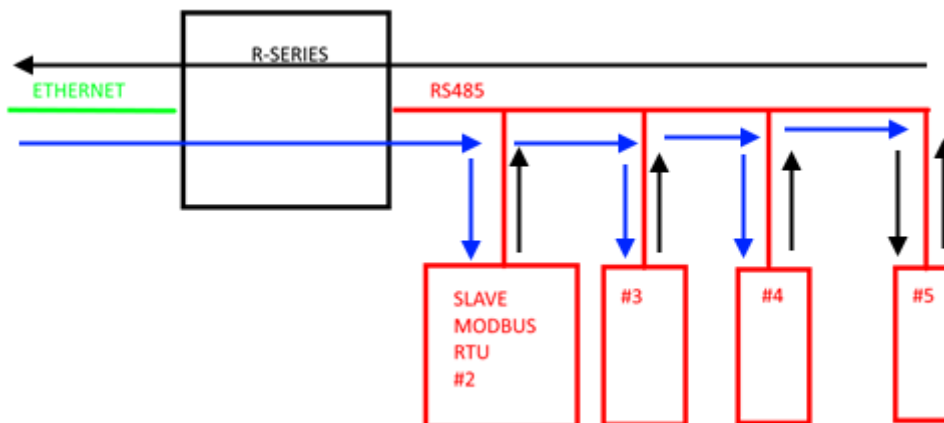 R-SERIES
ETHERNET
RS485
SLAVE
MODBUS
RTU
#2
#3
#4
#5